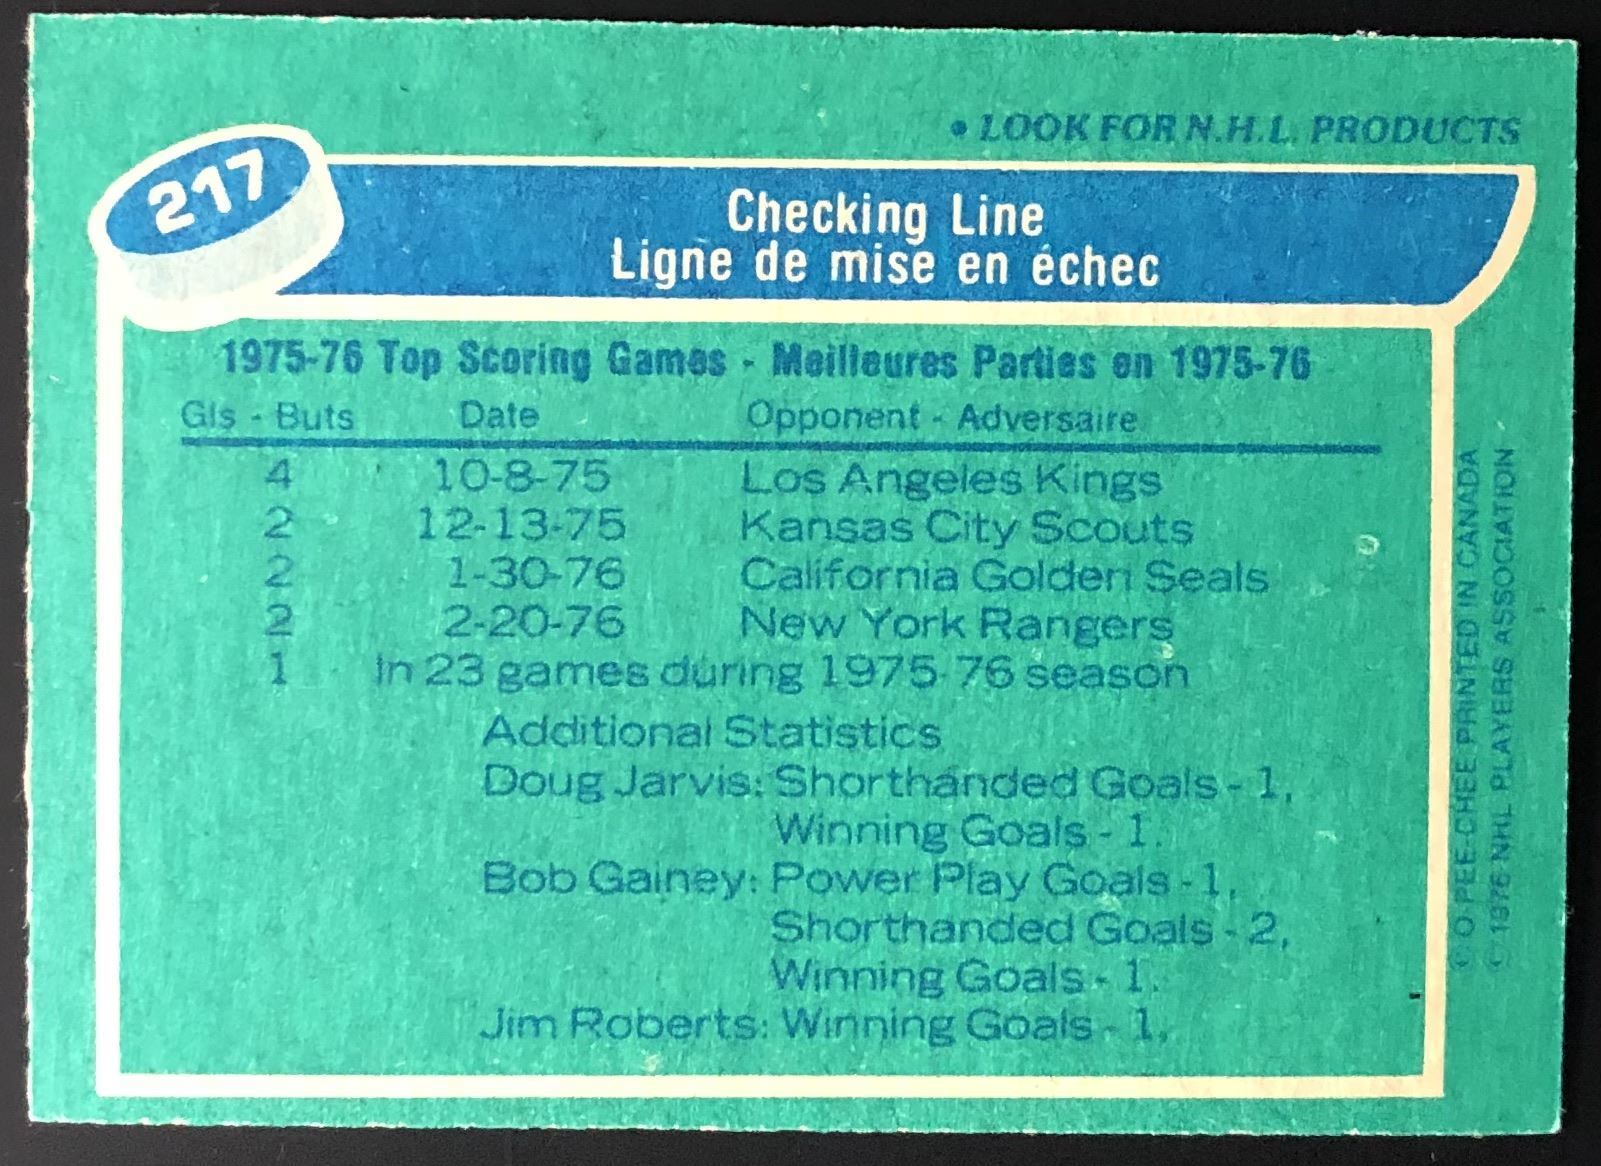 • LOOK FOR N.H.L. PRODUCTS
217
Checking Line
Ligne de mise en échec
1975-76 Top Scoring Games - Meilleures Parties en 1975-76
Gls - Buts Date Opponent - Adversaire
4 10-8-75 Los Angeles Kings
2 12-13-75 Kansas City Scouts
2 1-30-76 California Golden Seals
2 2-20-76 New York Rangers
1 In 23 games during 1975-76 season
Additional Statistics
Doug Jarvis: Shorthanded Goals - 1,
Winning Goals - 1.
Bob Gainey: Power Play Goals - 1,
Shorthanded Goals - 2,
Winning Goals - 1.
Jim Roberts: Winning Goals - 1,
© O-PEE-CHEE PRINTED IN CANADA
© 1976 NHL PLAYERS ASSOCIATION